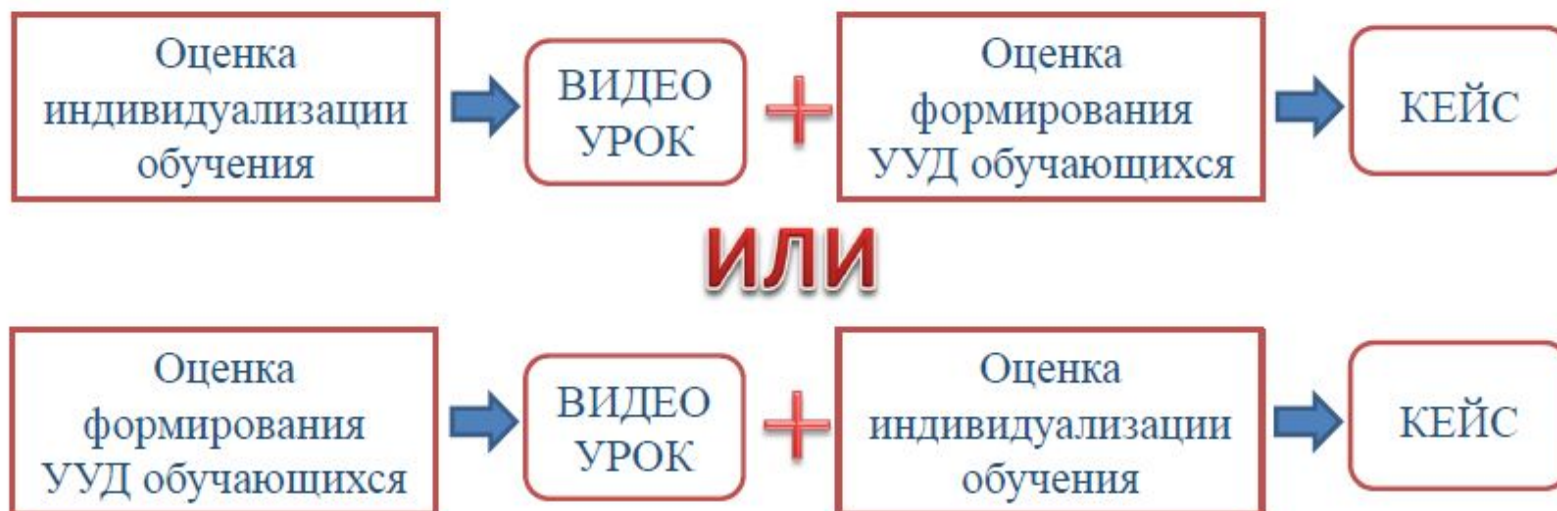 Оценка
индивидуализации
обучения
ВИДЕО
УРОК
Оценка
формирования
УУД обучающихся
КЕЙС
ИЛИ
Оценка
формирования
УУД обучающихся
ВИДЕО
УРОК
Оценка
индивидуализации
обучения
КЕЙС